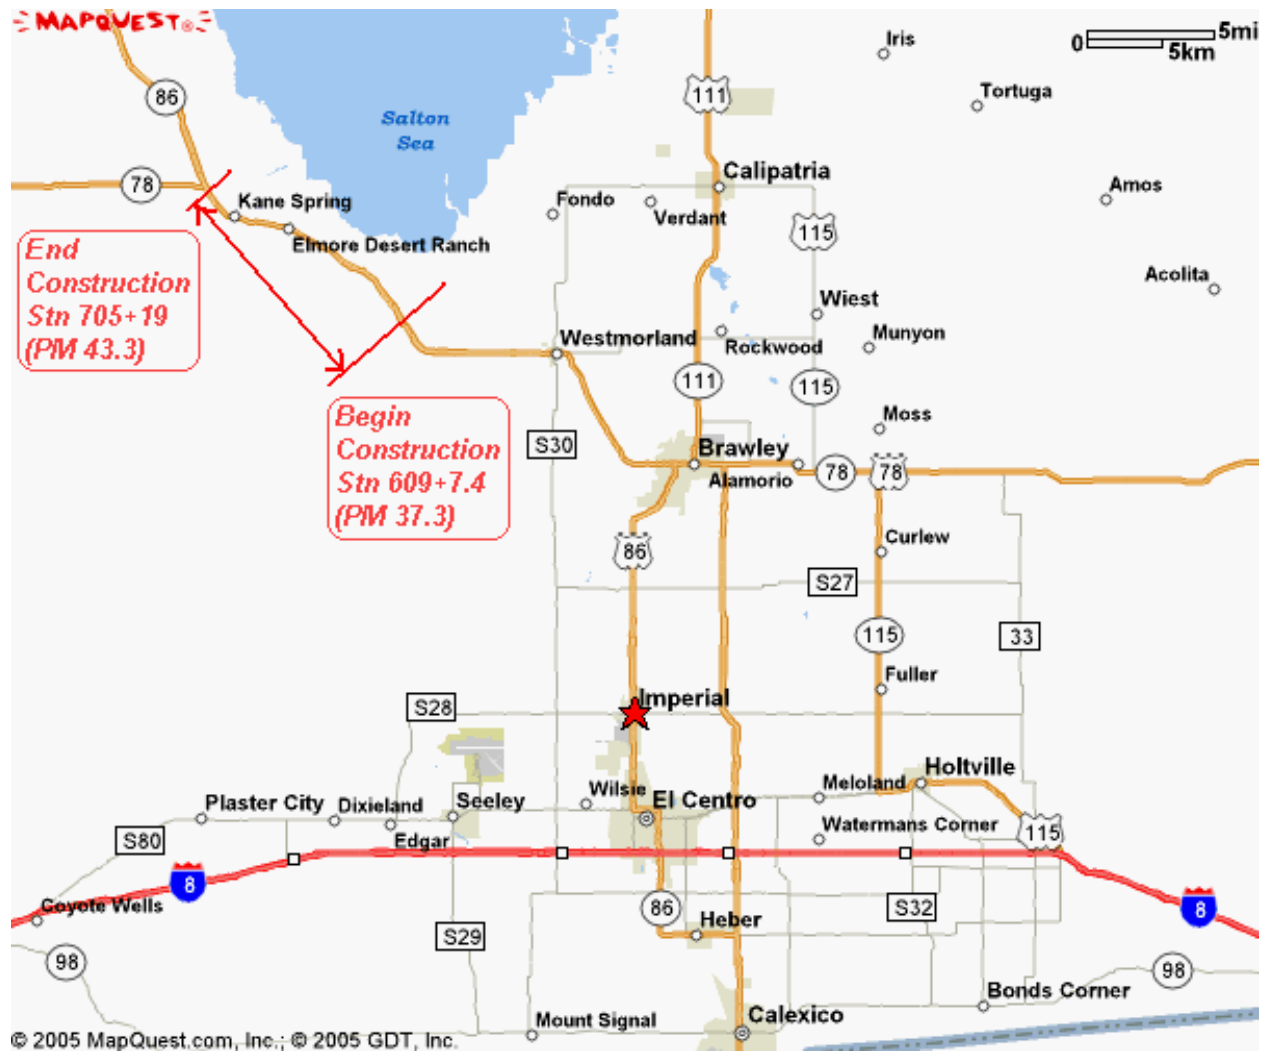 MAPQUEST®
0 5mi
5km
Iris
86
111
Tortuga
Salton
Sea
Calipatria
78
Amos
Kane Spring
Fondo
Verdant
115
Elmore Desert Ranch
End
Construction
Stn 705+19
(PM 43.3)
Acolita
Wiest
Westmorland
Rockwood
Munyon
111
115
Begin
Construction
Stn 609+7.4
(PM 37.3)
Moss
S30
Brawley
Alamorio
78
78
Curlew
86
S27
115
33
Fuller
Imperial
S28
Holtville
Meloland
Wilsie
Plaster City
Dixieland
Seeley
El Centro
Edgar
Watermans Corner
115
S80
8
Coyote Wells
86
S32
8
Heber
S29
98
98
Bonds Corner
Mount Signal
Calexico
© 2005 MapQuest.com, Inc.; © 2005 GDT, Inc.